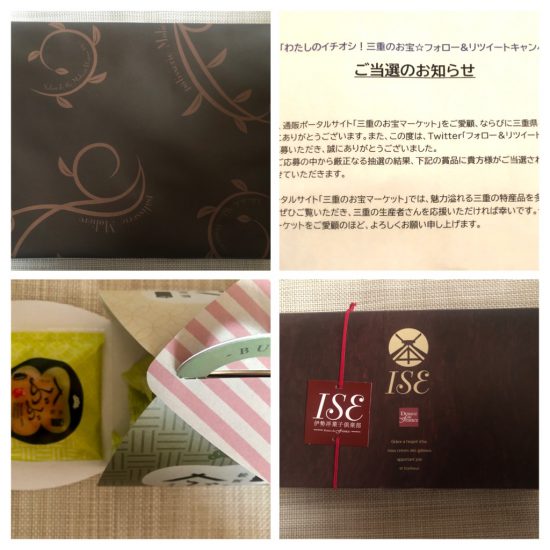 patisserie Mahere
patisserie Mahere
「わたしのイチオシ!三重のお宝☆フォロー&リツイートキャン
ご当選のお知らせ
、通販ポータルサイト「三重のお宝マーケット」をご愛顧、ならびに三重県
にありがとうございます。また、この度は、Twitter「フォロー&リツイート
募いただき、誠にありがとうございました。
ご応募の中から厳正なる抽選の結果、下記の賞品に貴方様がご当選され
せていただきます。
タルサイト「三重のお宝マーケット」では、魅力溢れる三重の特産品を多
ぜひご覧いただき、三重の生産者さんを応援いただければ幸いです。
ーケットをご愛顧のほど、よろしくお願い申し上げます。
- BU
ISE
ISE
伊勢洋菓子倶楽部